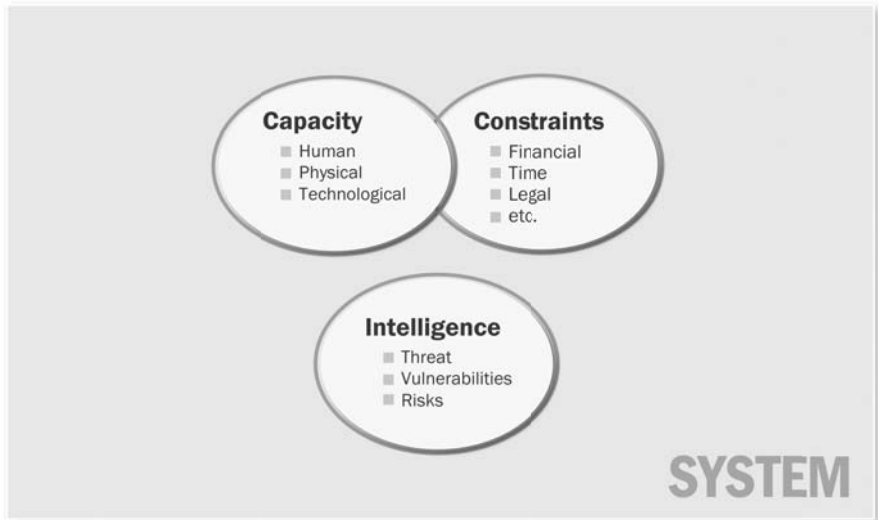 Capacity
Human
Physical
Technological
Constraints
Financial
Time
Legal
etc.
Intelligence
Threat
Vulnerabilities
Risks
SYSTEM